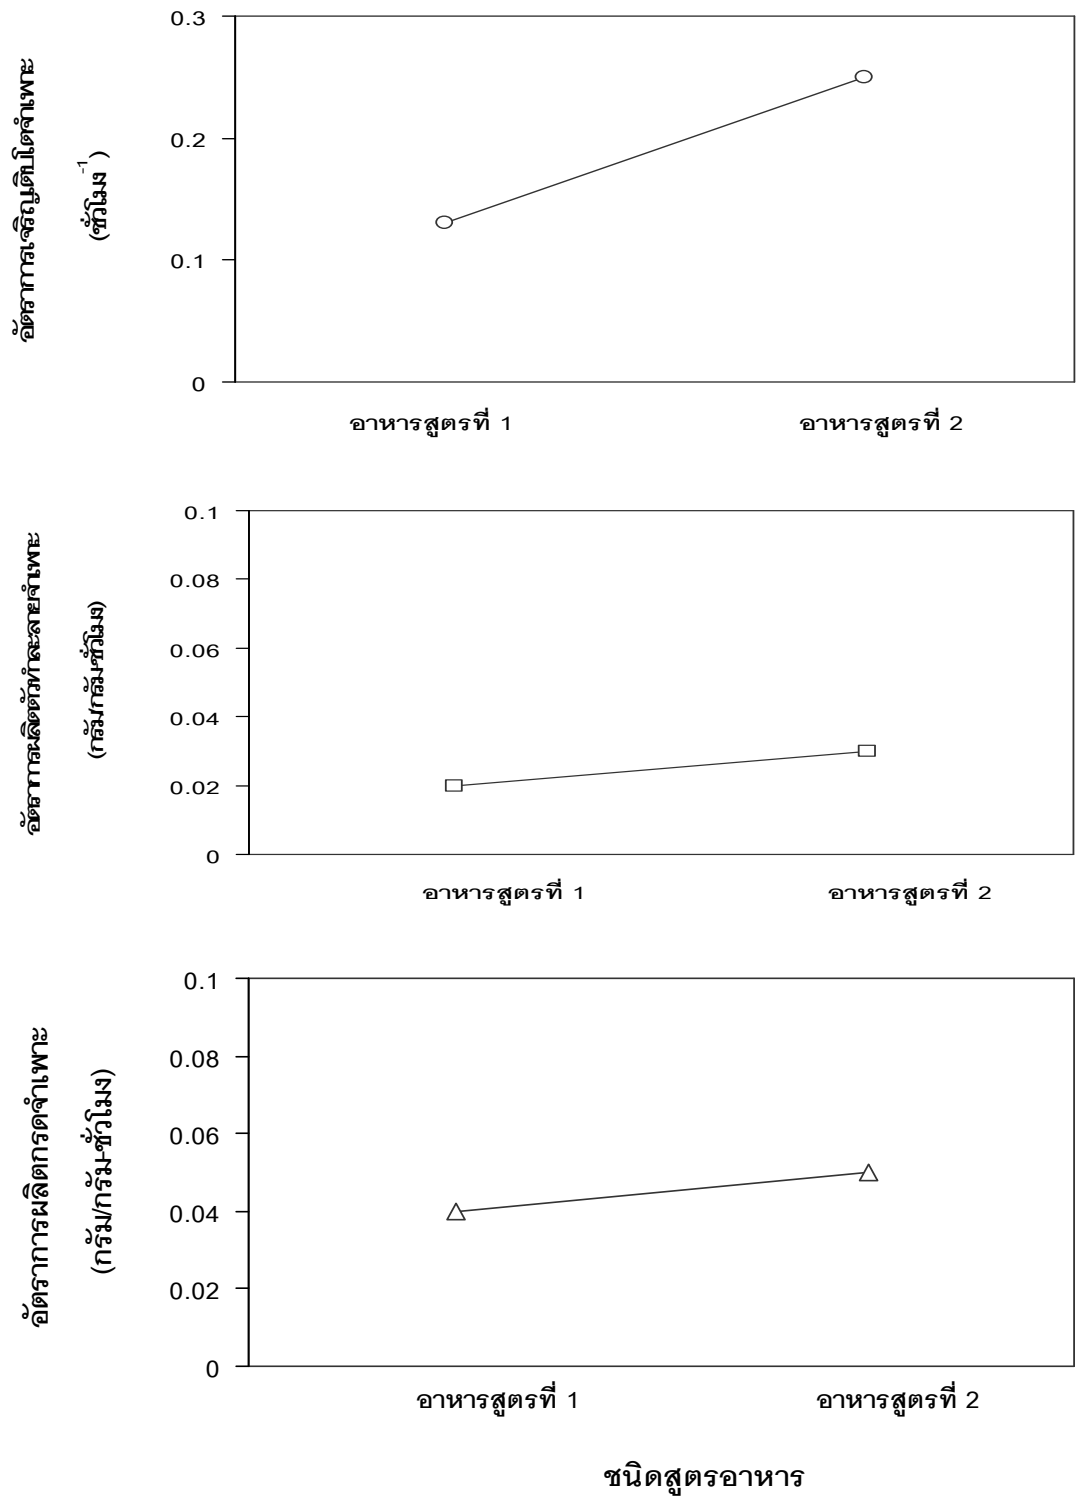 อัตราการเจริญเติบโตจำเพาะ
(ชั่วโมง-1)
0.3
0.2
0.1
0
อาหารสูตรที่ 1 อาหารสูตรที่ 2
อัตราการผลิตตัวทำละลายจำเพาะ
(กรัม/กรัม-ชั่วโมง)
0.1
0.08
0.06
0.04
0.02
0
อาหารสูตรที่ 1 อาหารสูตรที่ 2
อัตราการผลิตกรดจำเพาะ
(กรัม/กรัม-ชั่วโมง)
0.1
0.08
0.06
0.04
0.02
0
อาหารสูตรที่ 1 อาหารสูตรที่ 2
ชนิดสูตรอาหาร